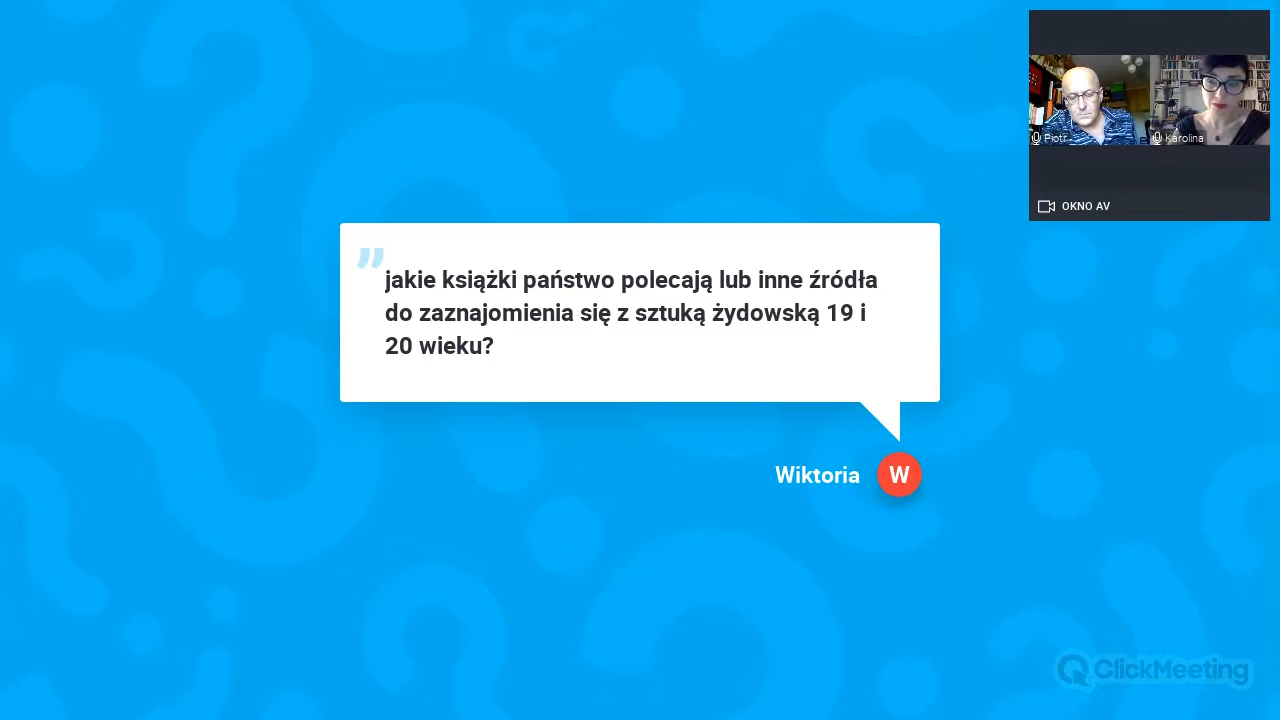 jakie książki państwo polecają lub inne źródła
do zaznajomienia się z sztuką żydowską 19 i
20 wieku?
Wiktoria W
Piotr Karolina
OKNO AV
ClickMeeting